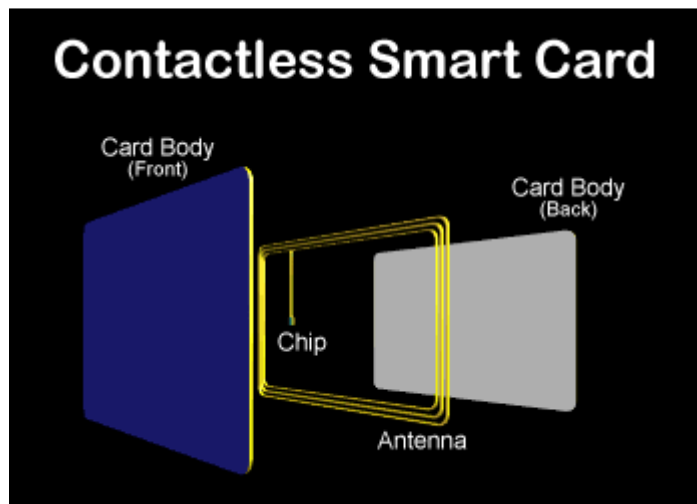 Contactless Smart Card
Card Body
(Front)
Card Body
(Back)
Chip
Antenna